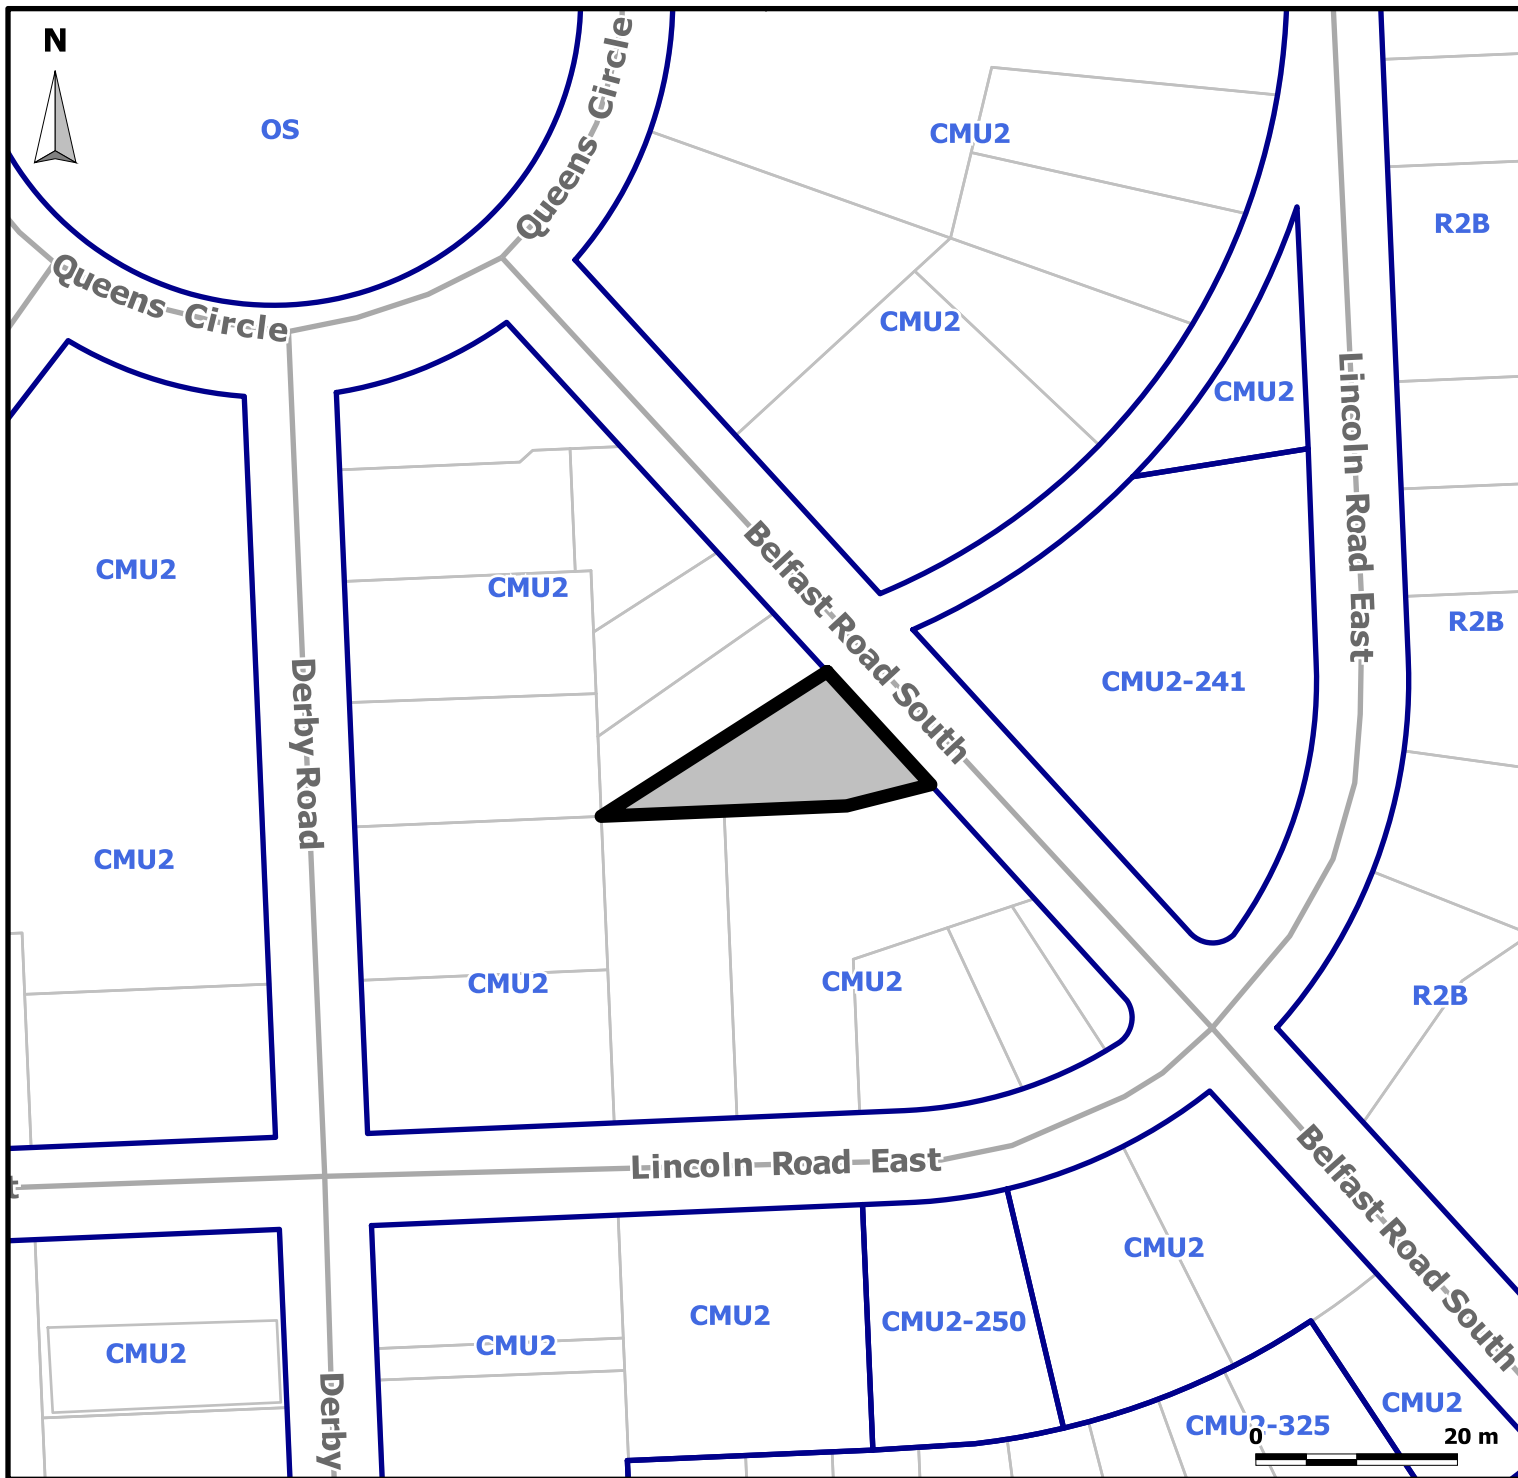 N
OS
Queens Circle
CMU2
R2B
Queens Circle
CMU2
CMU2
Lincoln Road East
CMU2
CMU2
Belfast Road South
R2B
CMU2-241
Derby Road
CMU2
CMU2
CMU2
R2B
Lincoln Road East
t
Belfast Road South
CMU2
CMU2
CMU2-250
CMU2
CMU2
Derby
CMU2
CMU2-325
0 20 m